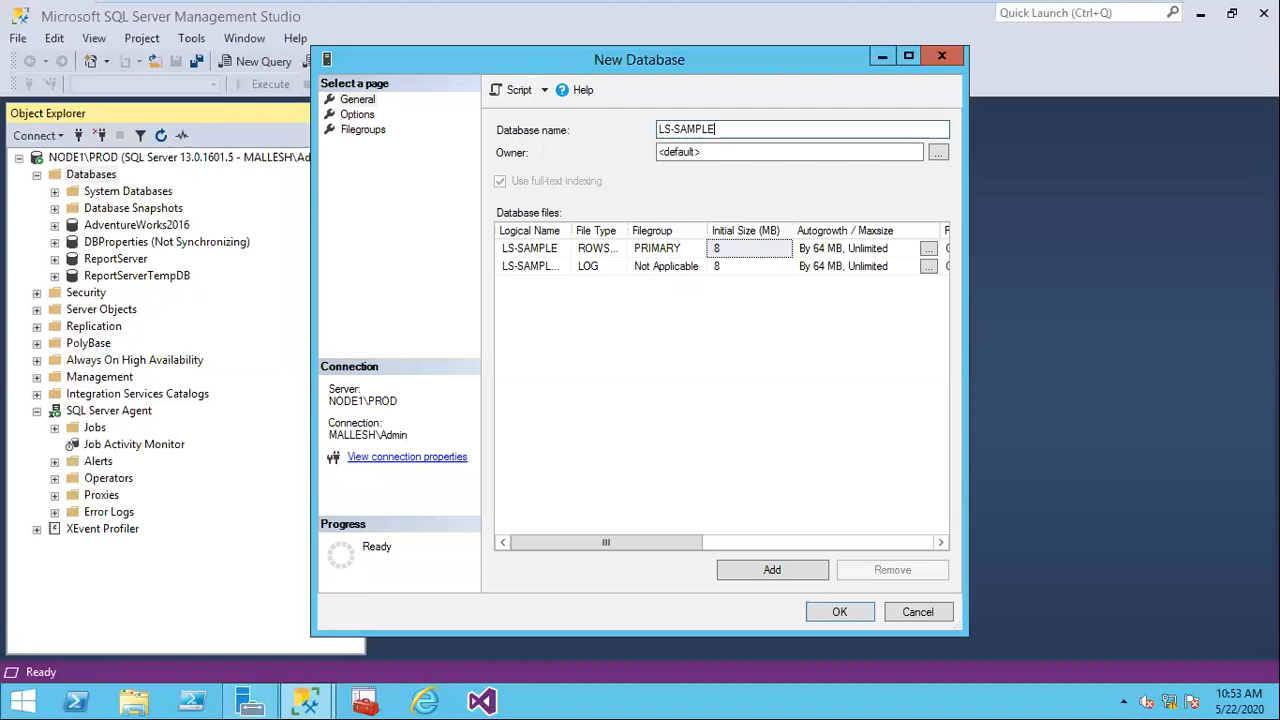 Microsoft SQL Server Management Studio
Quick Launch (Ctrl+Q)
File Edit View Project Tools Window Help
New Query
Execute
Object Explorer
Connect
NODE1\PROD (SQL Server 13.0.1601.5 - MALLESH\Ad
Databases
System Databases
Database Snapshots
AdventureWorks2016
DBProperties (Not Synchronizing)
ReportServer
ReportServerTempDB
Security
Server Objects
Replication
PolyBase
Always On High Availability
Management
Integration Services Catalogs
SQL Server Agent
Jobs
Job Activity Monitor
Alerts
Operators
Proxies
Error Logs
XEvent Profiler
New Database
Select a page
General
Options
Filegroups
Connection
Server:
NODE1\PROD
Connection:
MALLESH\Admin
View connection properties
Progress
Ready
Script Help
Database name: LS-SAMPLE
Owner: <default> ...
Use full-text indexing
Database files:
Logical Name File Type Filegroup Initial Size (MB) Autogrowth / Maxsize
LS-SAMPLE ROWS... PRIMARY 8 By 64 MB, Unlimited ...
LS-SAMPL... LOG Not Applicable 8 By 64 MB, Unlimited ...
Add Remove
OK Cancel
Ready
10:53 AM
5/22/2020